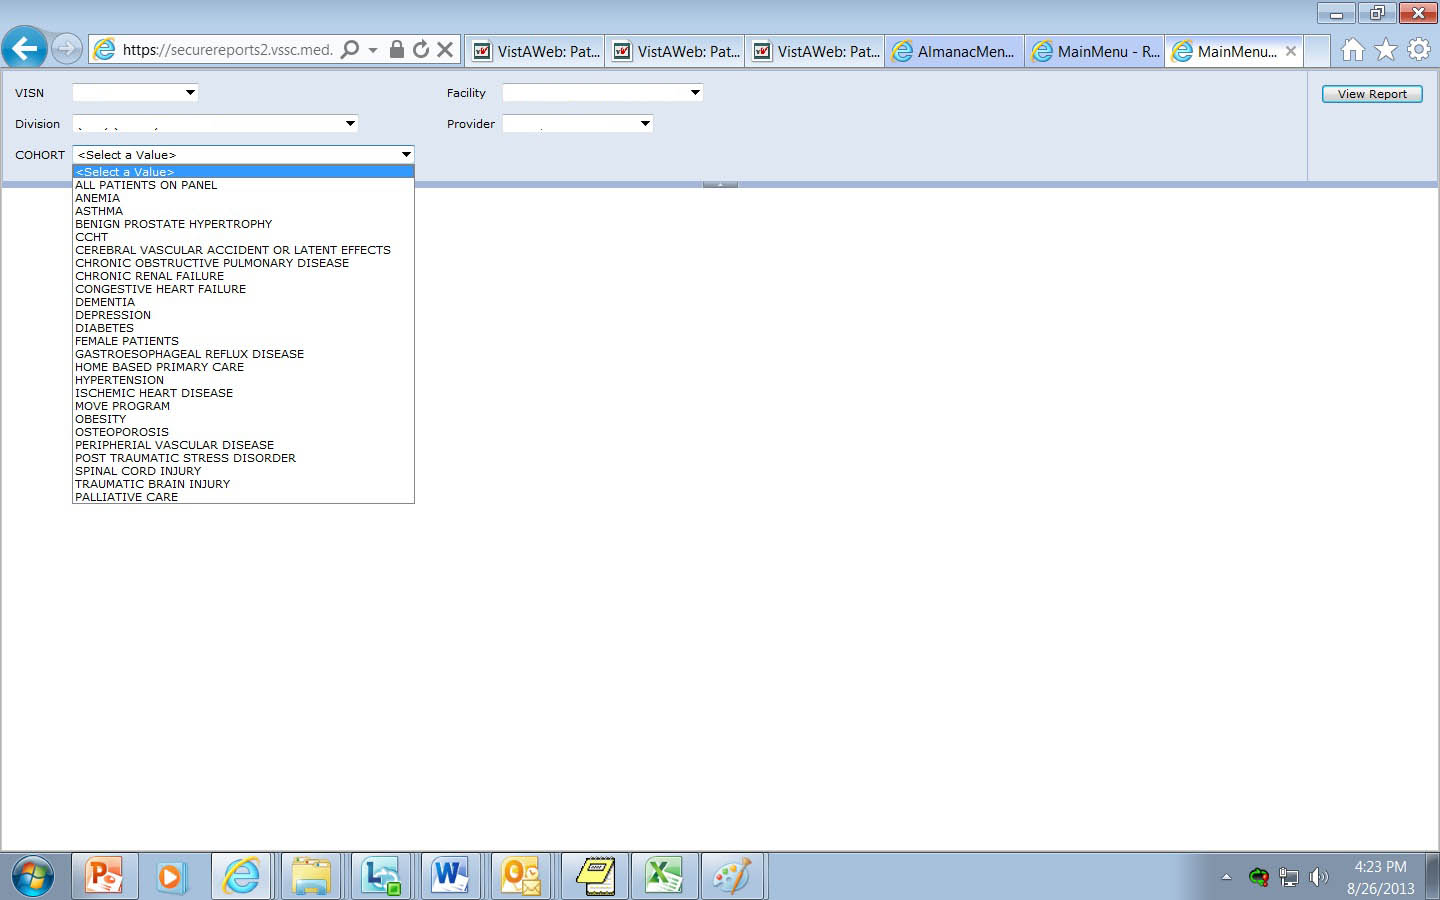 https://securereports2.vssc.med.
VistAWeb: Pat...
VistAWeb: Pat...
VistAWeb: Pat...
AlmanacMen...
MainMenu - R...
MainMenu...
VISN
Facility
View Report
Division
Provider
COHORT
<Select a Value>
<Select a Value>
ALL PATIENTS ON PANEL
ANEMIA
ASTHMA
BENIGN PROSTATE HYPERTROPHY
CCHT
CEREBRAL VASCULAR ACCIDENT OR LATENT EFFECTS
CHRONIC OBSTRUCTIVE PULMONARY DISEASE
CHRONIC RENAL FAILURE
CONGESTIVE HEART FAILURE
DEMENTIA
DEPRESSION
DIABETES
FEMALE PATIENTS
GASTROESOPHAGEAL REFLUX DISEASE
HOME BASED PRIMARY CARE
HYPERTENSION
ISCHEMIC HEART DISEASE
MOVE PROGRAM
OBESITY
OSTEOPOROSIS
PERIPHERIAL VASCULAR DISEASE
POST TRAUMATIC STRESS DISORDER
SPINAL CORD INJURY
TRAUMATIC BRAIN INJURY
PALLIATIVE CARE
4:23 PM
8/26/2013